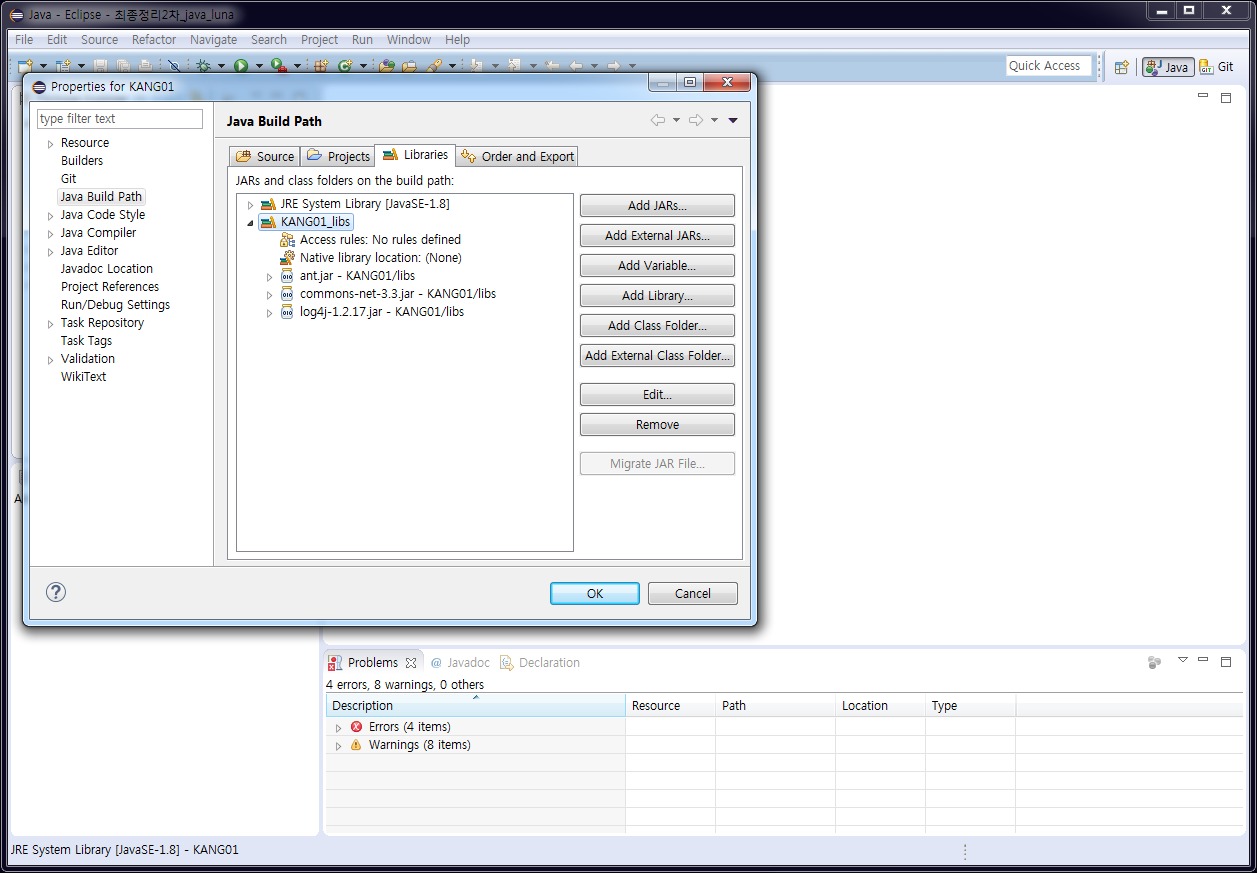 Java - Eclipse - 최종정리2차_java_luna
File Edit Source Refactor Navigate Search Project Run Window Help
Quick Access
Java
Git
Properties for KANG01
type filter text
Resource
Builders
Git
Java Build Path
Java Code Style
Java Compiler
Java Editor
Javadoc Location
Project References
Run/Debug Settings
Task Repository
Task Tags
Validation
WikiText
Java Build Path
Source Projects Libraries Order and Export
JARs and class folders on the build path:
JRE System Library [JavaSE-1.8]
KANG01_libs
Access rules: No rules defined
Native library location: (None)
ant.jar - KANG01/libs
commons-net-3.3.jar - KANG01/libs
log4j-1.2.17.jar - KANG01/libs
Add JARs...
Add External JARs...
Add Variable...
Add Library...
Add Class Folder...
Add External Class Folder...
Edit...
Remove
Migrate JAR File...
OK Cancel
Problems @ Javadoc Declaration
4 errors, 8 warnings, 0 others
Description Resource Path Location Type
Errors (4 items)
Warnings (8 items)
JRE System Library [JavaSE-1.8] - KANG01